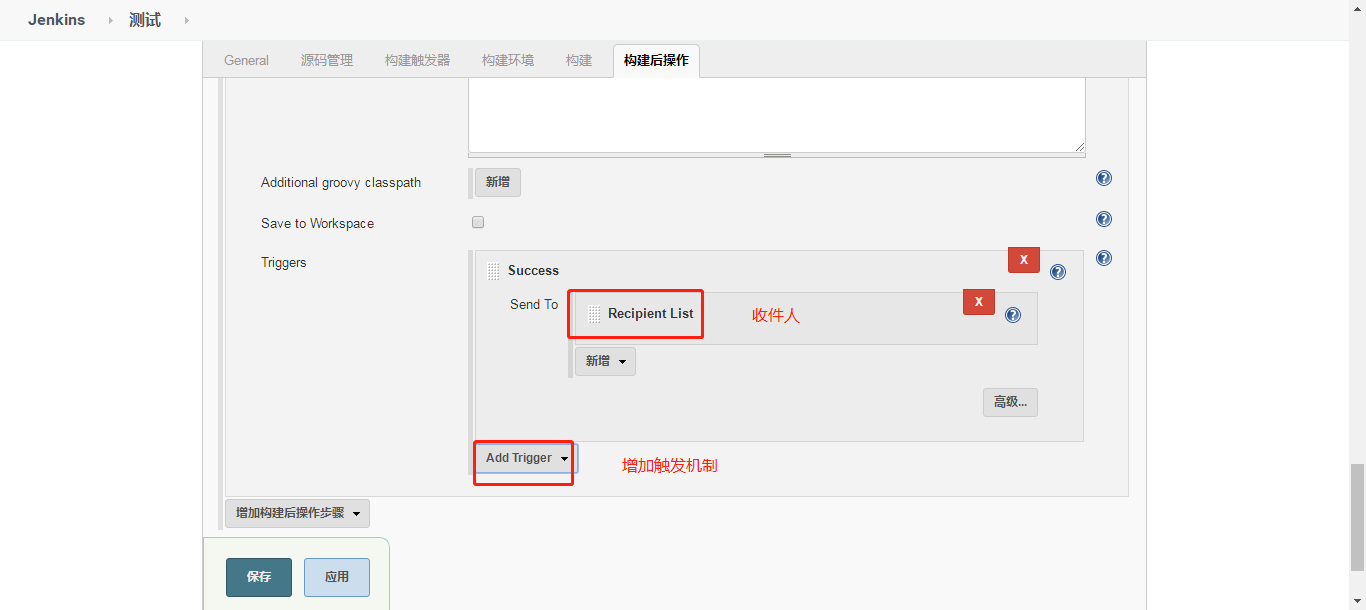 Jenkins 测试
General 源码管理 构建触发器 构建环境 构建 构建后操作
Additional groovy classpath 新增
Save to Workspace
Triggers
Success X
Send To
Recipient List 收件人 X
新增
高级...
Add Trigger 增加触发机制
增加构建后操作步骤
保存 应用